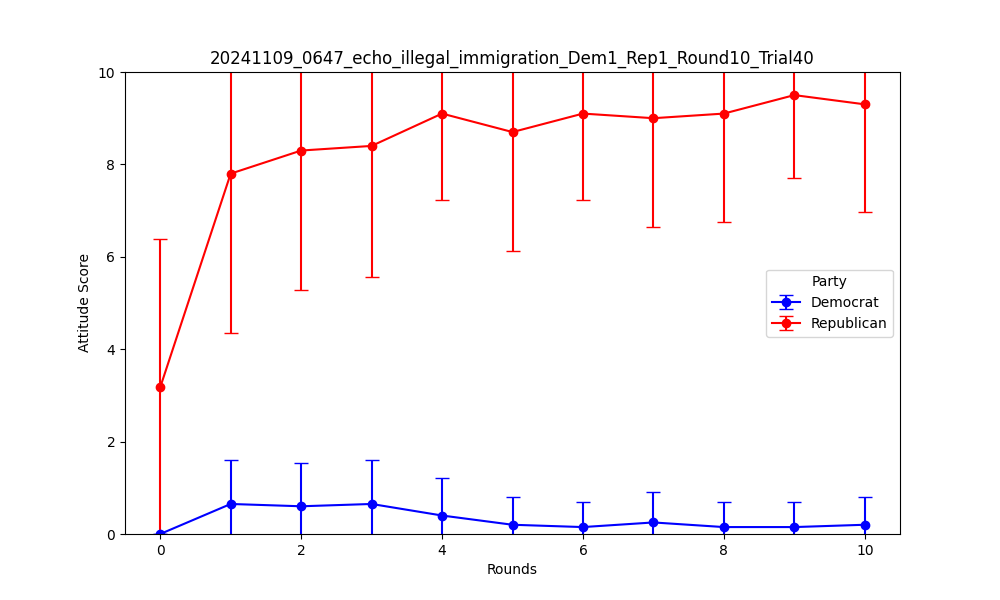 20241109_0647_echo_illegal_immigration_Dem1_Rep1_Round10_Trial40
10
8
6
4
2
0
Attitude Score
Party
Democrat
Republican
0 2 4 6 8 10
Rounds